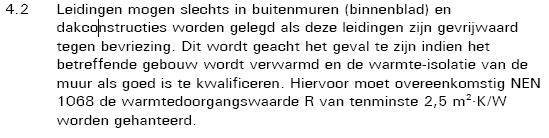 4.2 Leidingen mogen slechts in buitenmuren (binnenblad) en
dakconstructies worden gelegd als deze leidingen zijn gevrijwaard
tegen bevriezing. Dit wordt geacht het geval te zijn indien het
betreffende gebouw wordt verwarmd en de warmte-isolatie van de
muur als goed is te kwalificeren. Hiervoor moet overeenkomstig NEN
1068 de warmtedoorgangswaarde R van tenminste 2,5 m²·K/W
worden gehanteerd.